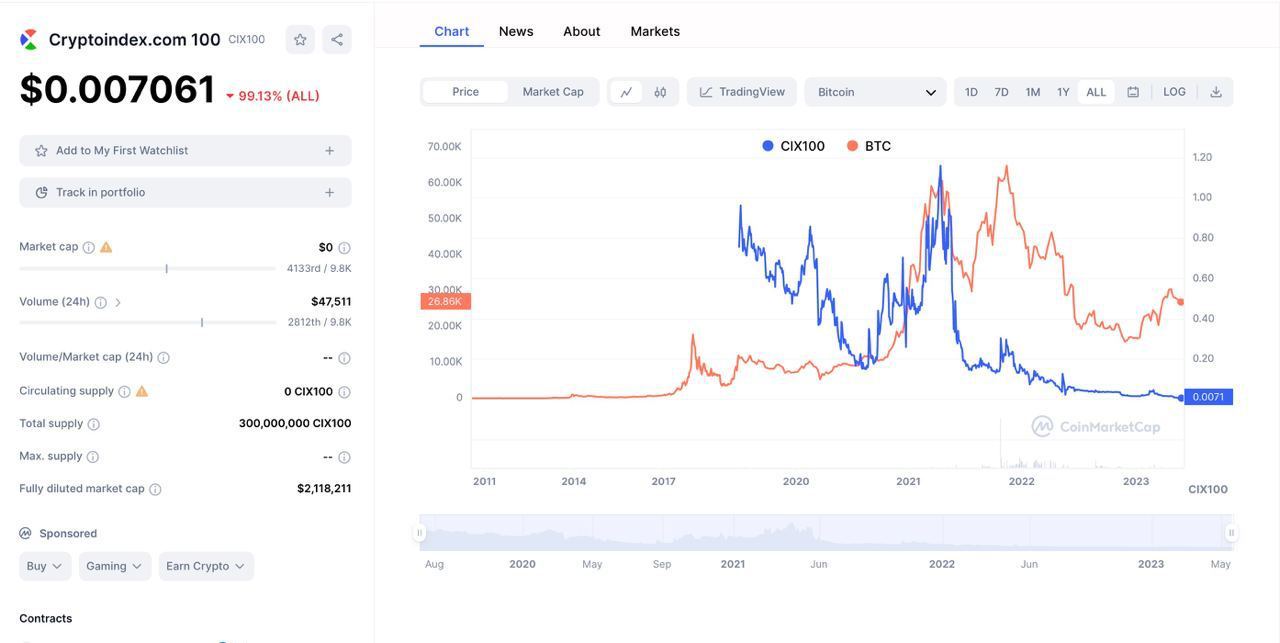 Cryptoindex.com 100 CIX100
$0.007061 99.13% (ALL)
Add to My First Watchlist +
Track in portfolio +
Market cap $0
4133rd / 9.8K
Volume (24h) $47,511
2812th / 9.8K
Volume/Market cap (24h) --
Circulating supply 0 CIX100
Total supply 300,000,000 CIX100
Max. supply --
Fully diluted market cap $2,118,211
Sponsored
Buy Gaming Earn Crypto
Contracts
Chart News About Markets
Price Market Cap TradingView Bitcoin 1D 7D 1M 1Y ALL LOG
CIX100 BTC
70.00K
60.00K
50.00K
40.00K
30.00K
26.86K
20.00K
10.00K
0
1.20
1.00
0.80
0.60
0.40
0.20
0.0071
CoinMarketCap
2011 2014 2017 2020 2021 2022 2023
CIX100
Aug 2020 May Sep 2021 Jun 2022 Jun 2023 May